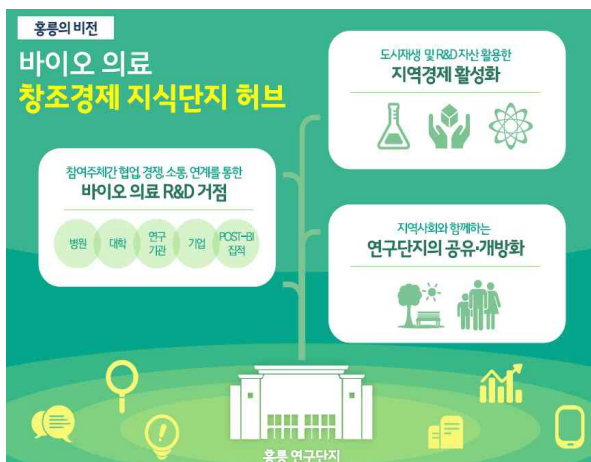 홍릉의 비전
바이오 의료
창조경제 지식단지 허브
도시재생 및 R&D 자산 활용한
지역경제 활성화
참여주체간 협업, 경쟁, 소통, 연계를 통한
바이오 의료 R&D 거점
병원
대학
연구
기관
기업
POST-BI
집적
지역사회와 함께하는
연구단지의 공유·개방화
홍릉 연구단지